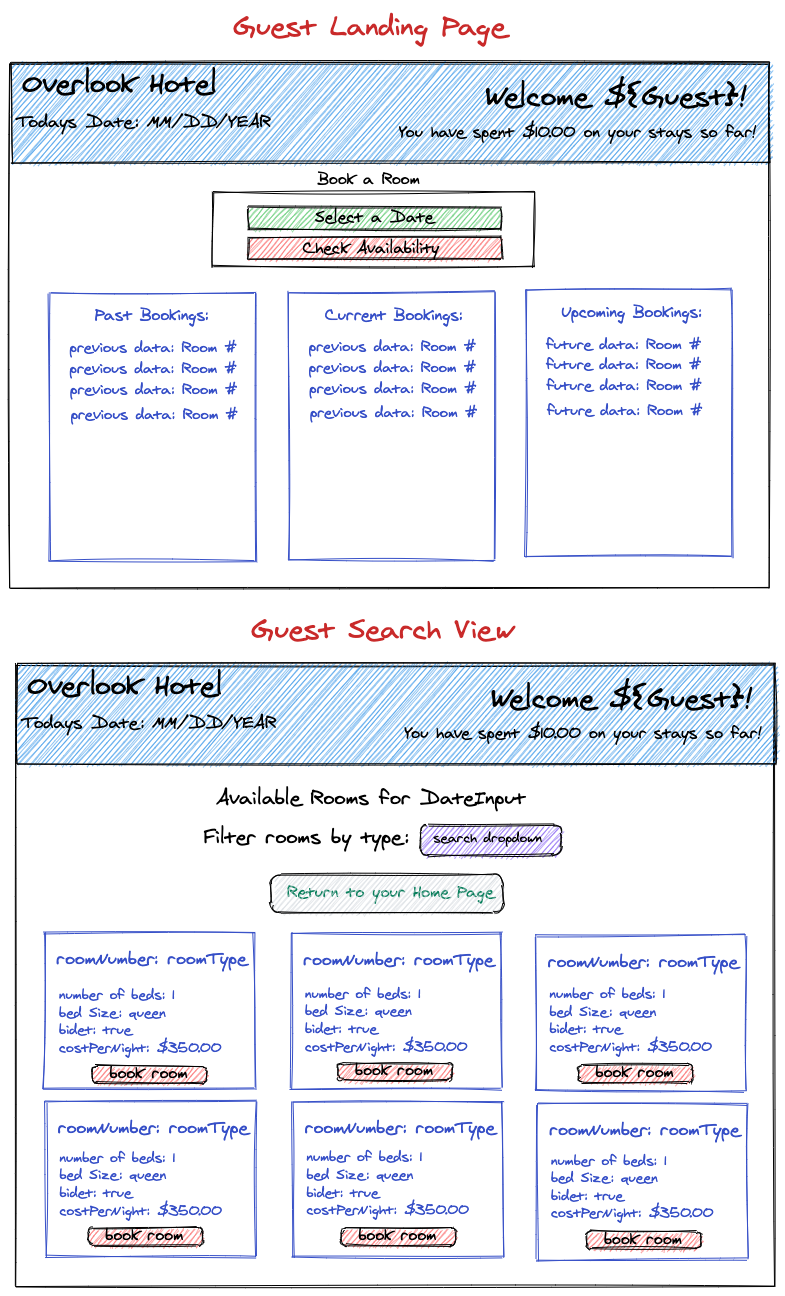 Guest Landing Page
Overlook Hotel
Welcome ${Guest}!
Todays Date: MM/DD/YEAR
You have spent $10.00 on your stays so far!
Book a Room
Select a Date
Check Availability
Past Bookings:
previous data: Room #
previous data: Room #
previous data: Room #
previous data: Room #
Current Bookings:
previous data: Room #
previous data: Room #
previous data: Room #
previous data: Room #
Upcoming Bookings:
future data: Room #
future data: Room #
future data: Room #
future data: Room #
Guest Search View
Overlook Hotel
Welcome ${Guest}!
Todays Date: MM/DD/YEAR
You have spent $10.00 on your stays so far!
Available Rooms for DateInput
Filter rooms by type: search dropdown
Return to your Home Page
roomNumber: roomType
number of beds: 1
bed Size: queen
bidet: true
costPerNight: $350.00
book room
roomNumber: roomType
number of beds: 1
bed Size: queen
bidet: true
costPerNight: $350.00
book room
roomNumber: roomType
number of beds: 1
bed Size: queen
bidet: true
costPerNight: $350.00
book room
roomNumber: roomType
number of beds: 1
bed Size: queen
bidet: true
costPerNight: $350.00
book room
roomNumber: roomType
number of beds: 1
bed Size: queen
bidet: true
costPerNight: $350.00
book room
roomNumber: roomType
number of beds: 1
bed Size: queen
bidet: true
costPerNight: $350.00
book room